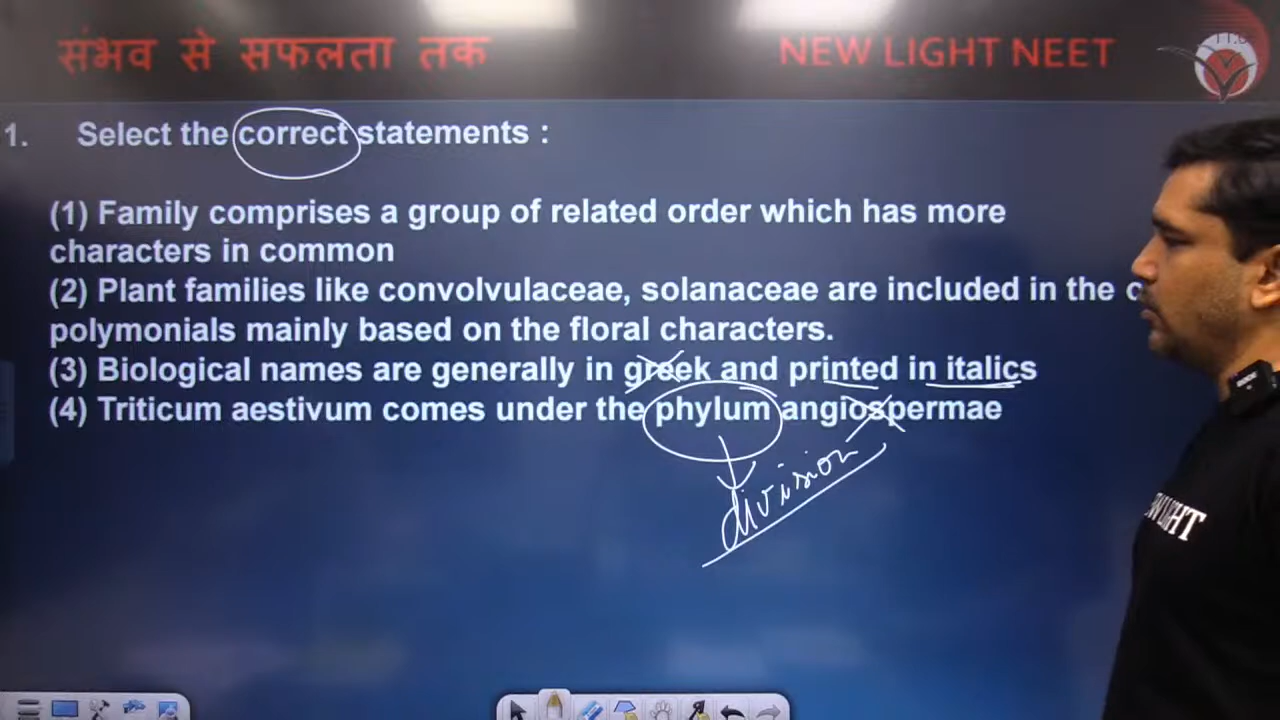 संभव से सफलता तक
NEW LIGHT NEET
1. Select the correct statements :
(1) Family comprises a group of related order which has more
characters in common
(2) Plant families like convolvulaceae, solanaceae are included in the
polymonials mainly based on the floral characters.
(3) Biological names are generally in greek and printed in italics
(4) Triticum aestivum comes under the phylum angiospermae
division
LIGHT